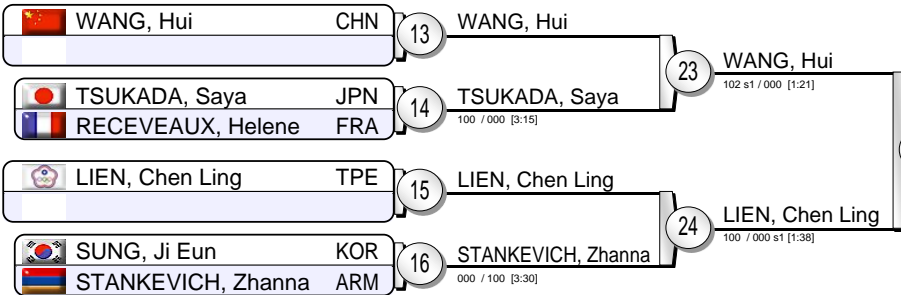 WANG, Hui CHN
13
WANG, Hui
TSUKADA, Saya JPN
RECEVEAUX, Helene FRA
14
TSUKADA, Saya
100 / 000 [3:15]
23
WANG, Hui
102 s1 / 000 [1:21]
LIEN, Chen Ling TPE
15
LIEN, Chen Ling
SUNG, Ji Eun KOR
STANKEVICH, Zhanna ARM
16
STANKEVICH, Zhanna
000 / 100 [3:30]
24
LIEN, Chen Ling
100 / 000 s1 [1:38]